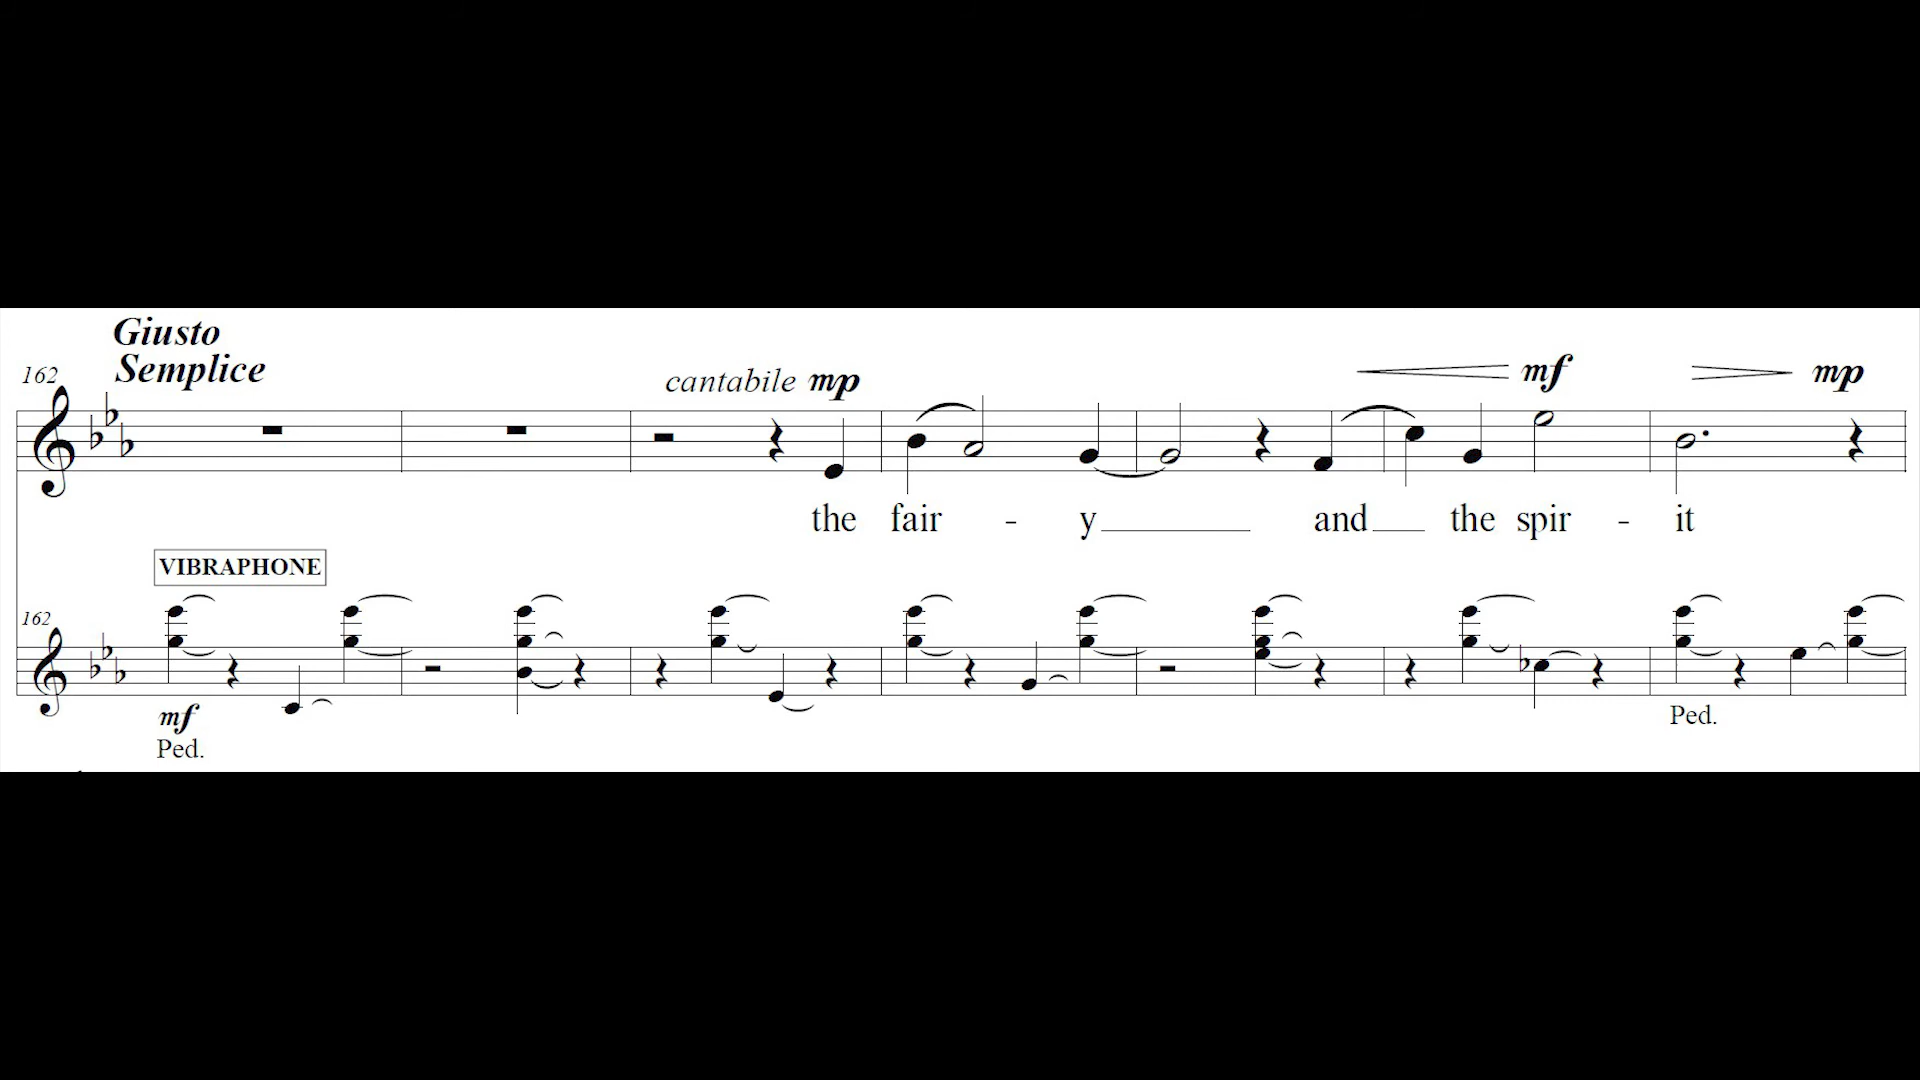 Giusto
Semplice
162
cantabile mp mf mp
the fair - y and the spir - it
VIBRAPHONE
162
mf
Ped.
Ped.